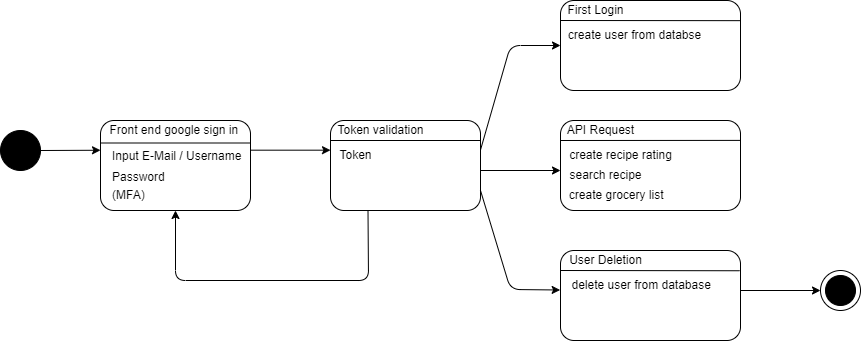 First Login
create user from databse
Front end google sign in
Input E-Mail / Username
Password
(MFA)
Token validation
Token
API Request
create recipe rating
search recipe
create grocery list
User Deletion
delete user from database